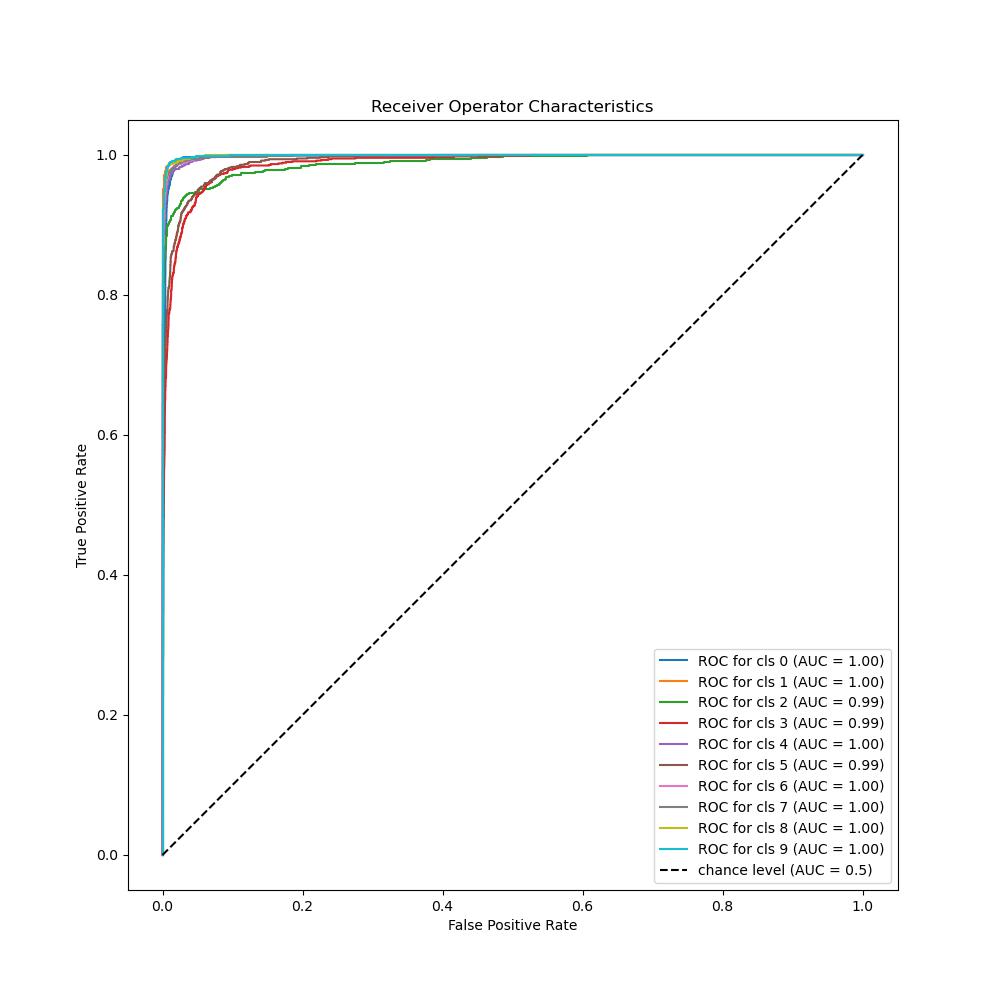 Receiver Operator Characteristics
1.0
0.8
0.6
0.4
0.2
0.0
True Positive Rate
0.0 0.2 0.4 0.6 0.8 1.0
False Positive Rate
ROC for cls 0 (AUC = 1.00)
ROC for cls 1 (AUC = 1.00)
ROC for cls 2 (AUC = 0.99)
ROC for cls 3 (AUC = 0.99)
ROC for cls 4 (AUC = 1.00)
ROC for cls 5 (AUC = 0.99)
ROC for cls 6 (AUC = 1.00)
ROC for cls 7 (AUC = 1.00)
ROC for cls 8 (AUC = 1.00)
ROC for cls 9 (AUC = 1.00)
chance level (AUC = 0.5)